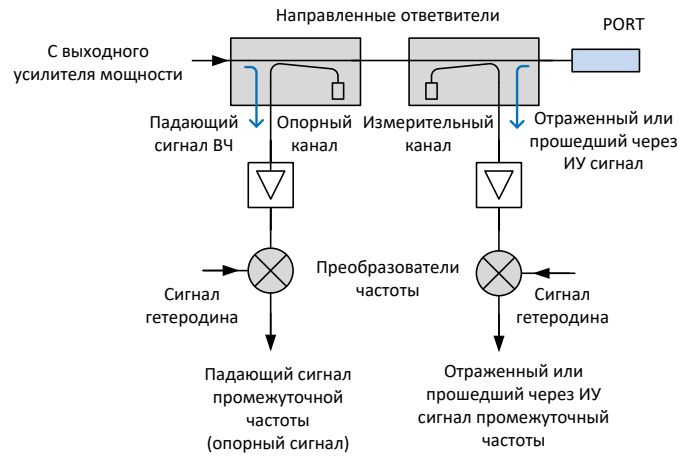 Направленные ответвители
PORT
С выходного
усилителя мощности
Падающий
сигнал ВЧ
Опорный
канал
Измерительный
канал
Отраженный или
прошедший через
ИУ сигнал
Преобразователи
частоты
Сигнал
гетеродина
Сигнал
гетеродина
Падающий сигнал
промежуточной
частоты
(опорный сигнал)
Отраженный или
прошедший через ИУ
сигнал промежуточный
частоты